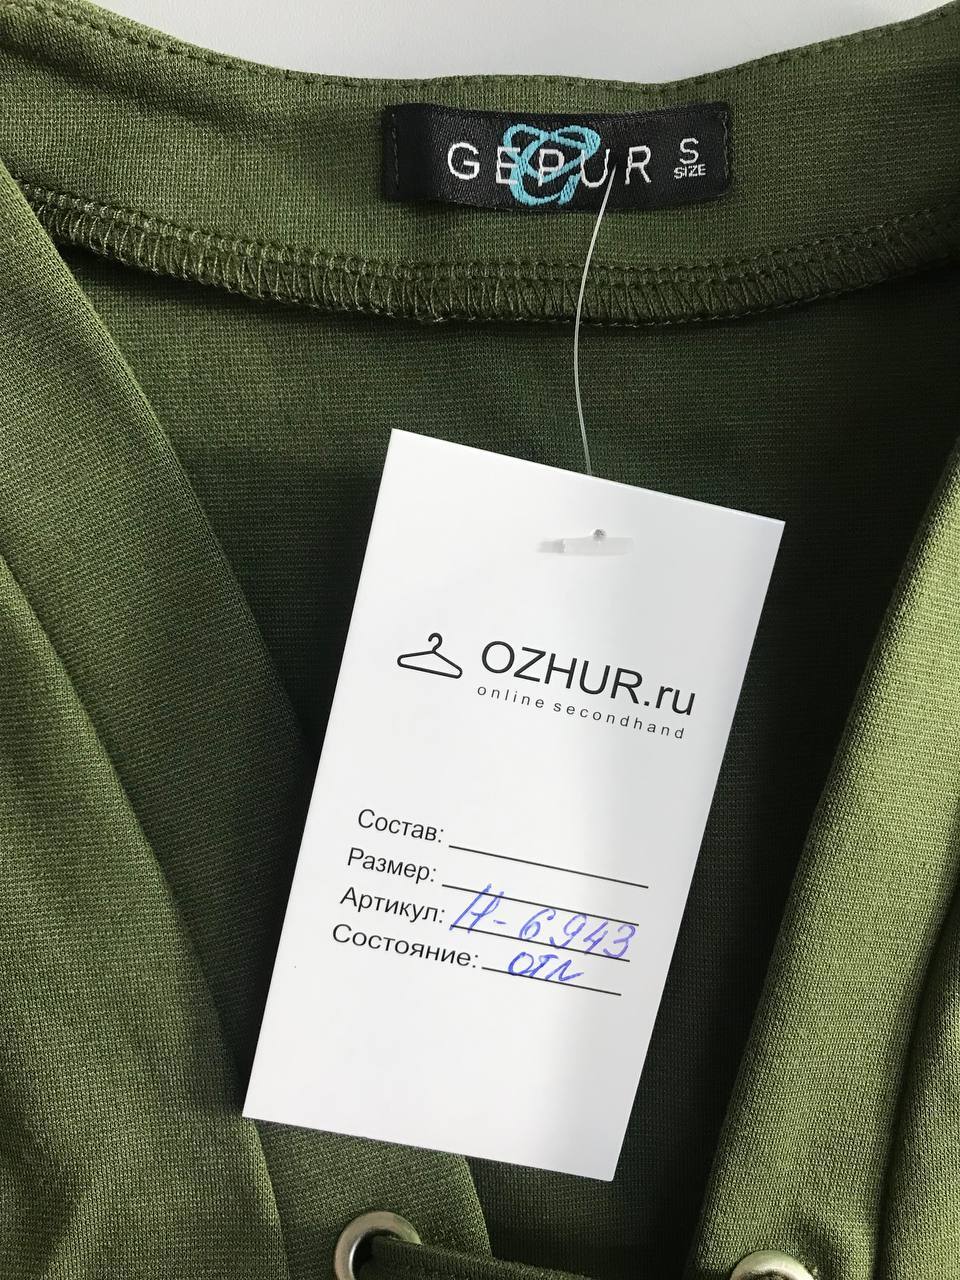 GEPUR S
SIZE
OZHUR.ru
online secondhand
Состав:
Размер:
Артикул: Н-6943
Состояние: отл